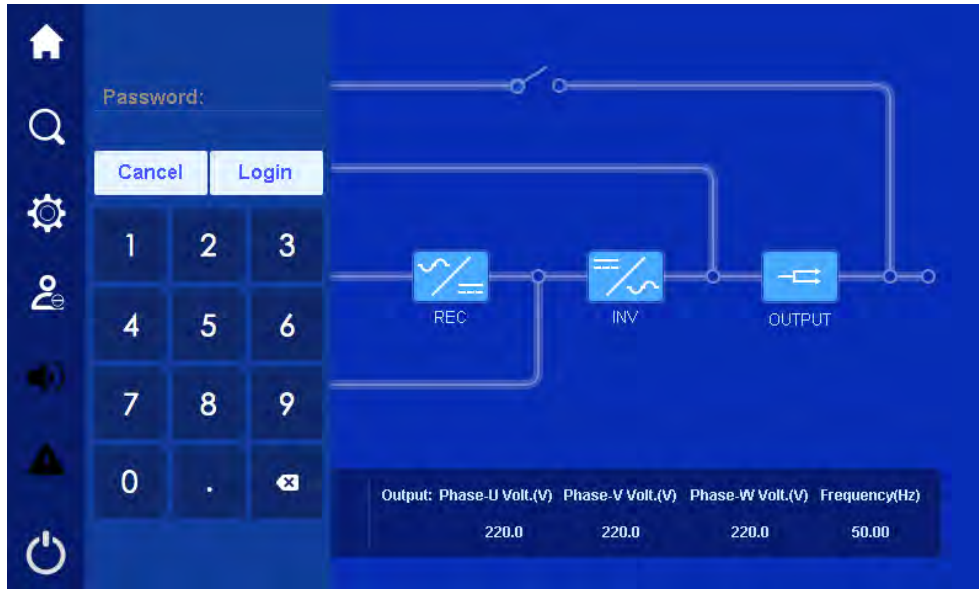 Password:
Cancel Login
1 2 3
4 5 6
7 8 9
0 .
REC INV OUTPUT
Output: Phase-U Volt.(V) Phase-V Volt.(V) Phase-W Volt.(V) Frequency(Hz)
220.0 220.0 220.0 50.00